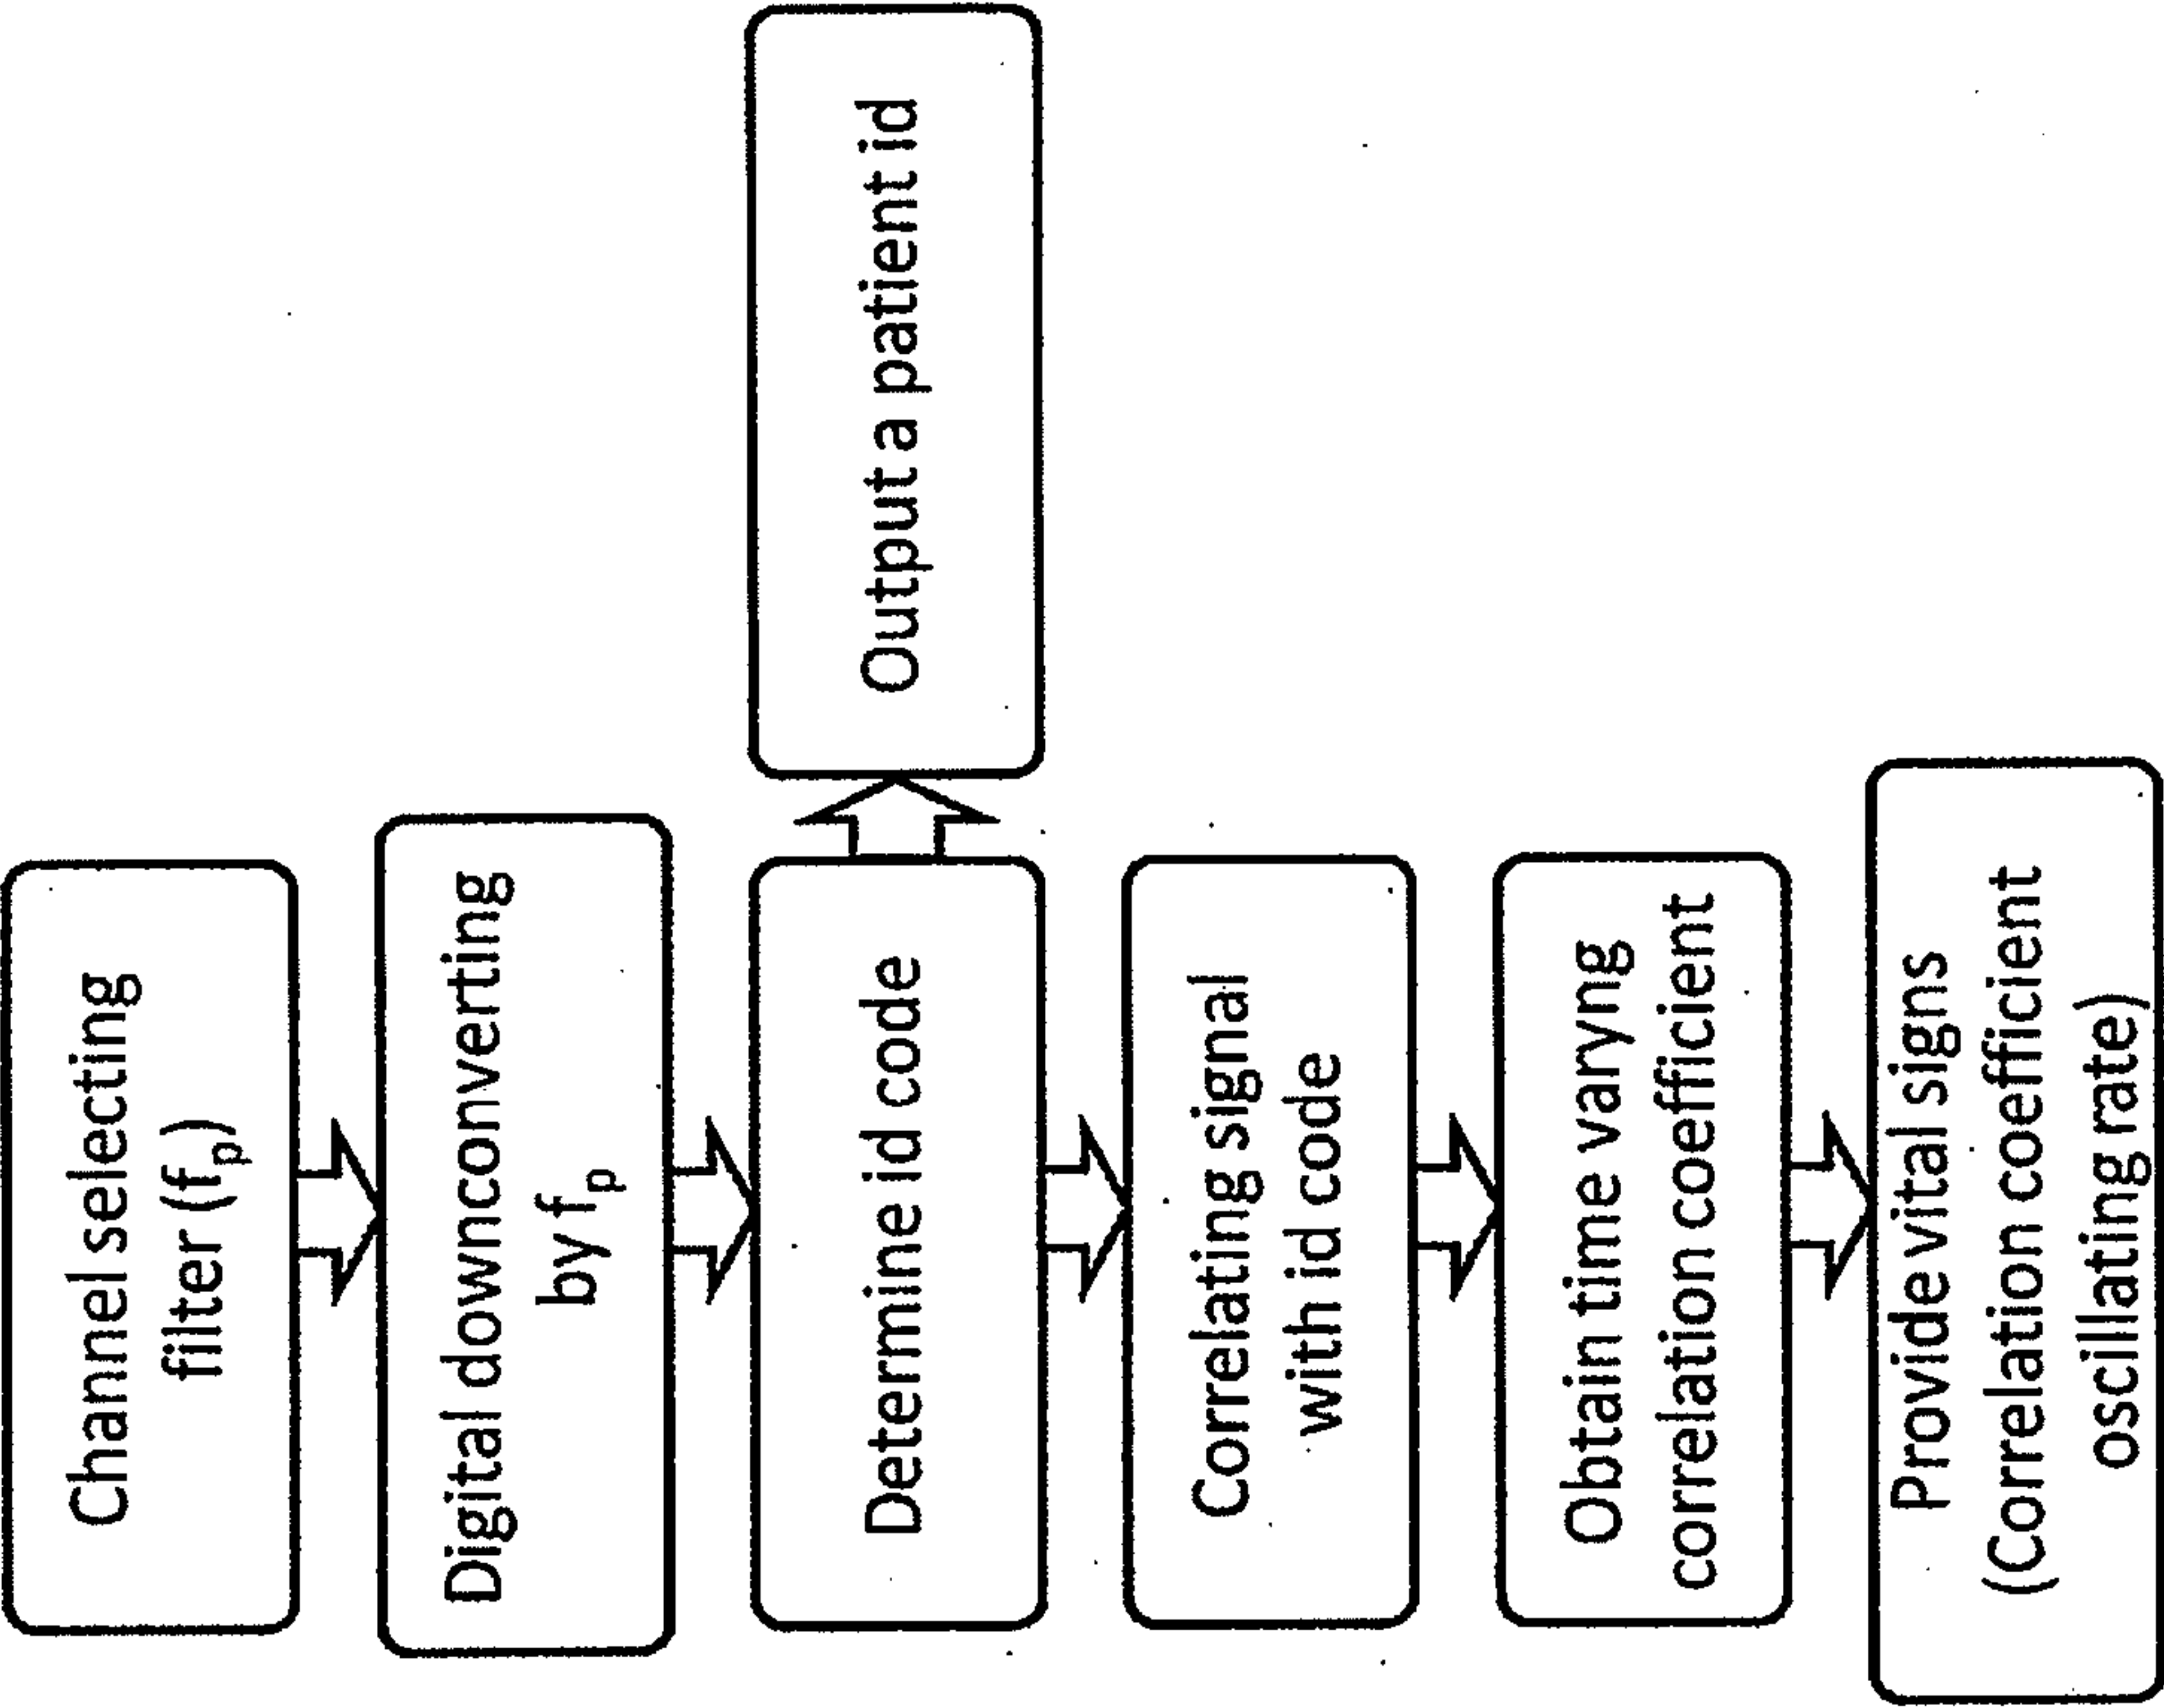 Channel selecting
filter (fp)
Digital downconverting
by fp
Determine id code
Output a patient id
Correlating signal
with id code
Obtain time varyng
correlation coefficient
Provide vital signs
(Correlation coefficient
oscillating rate)